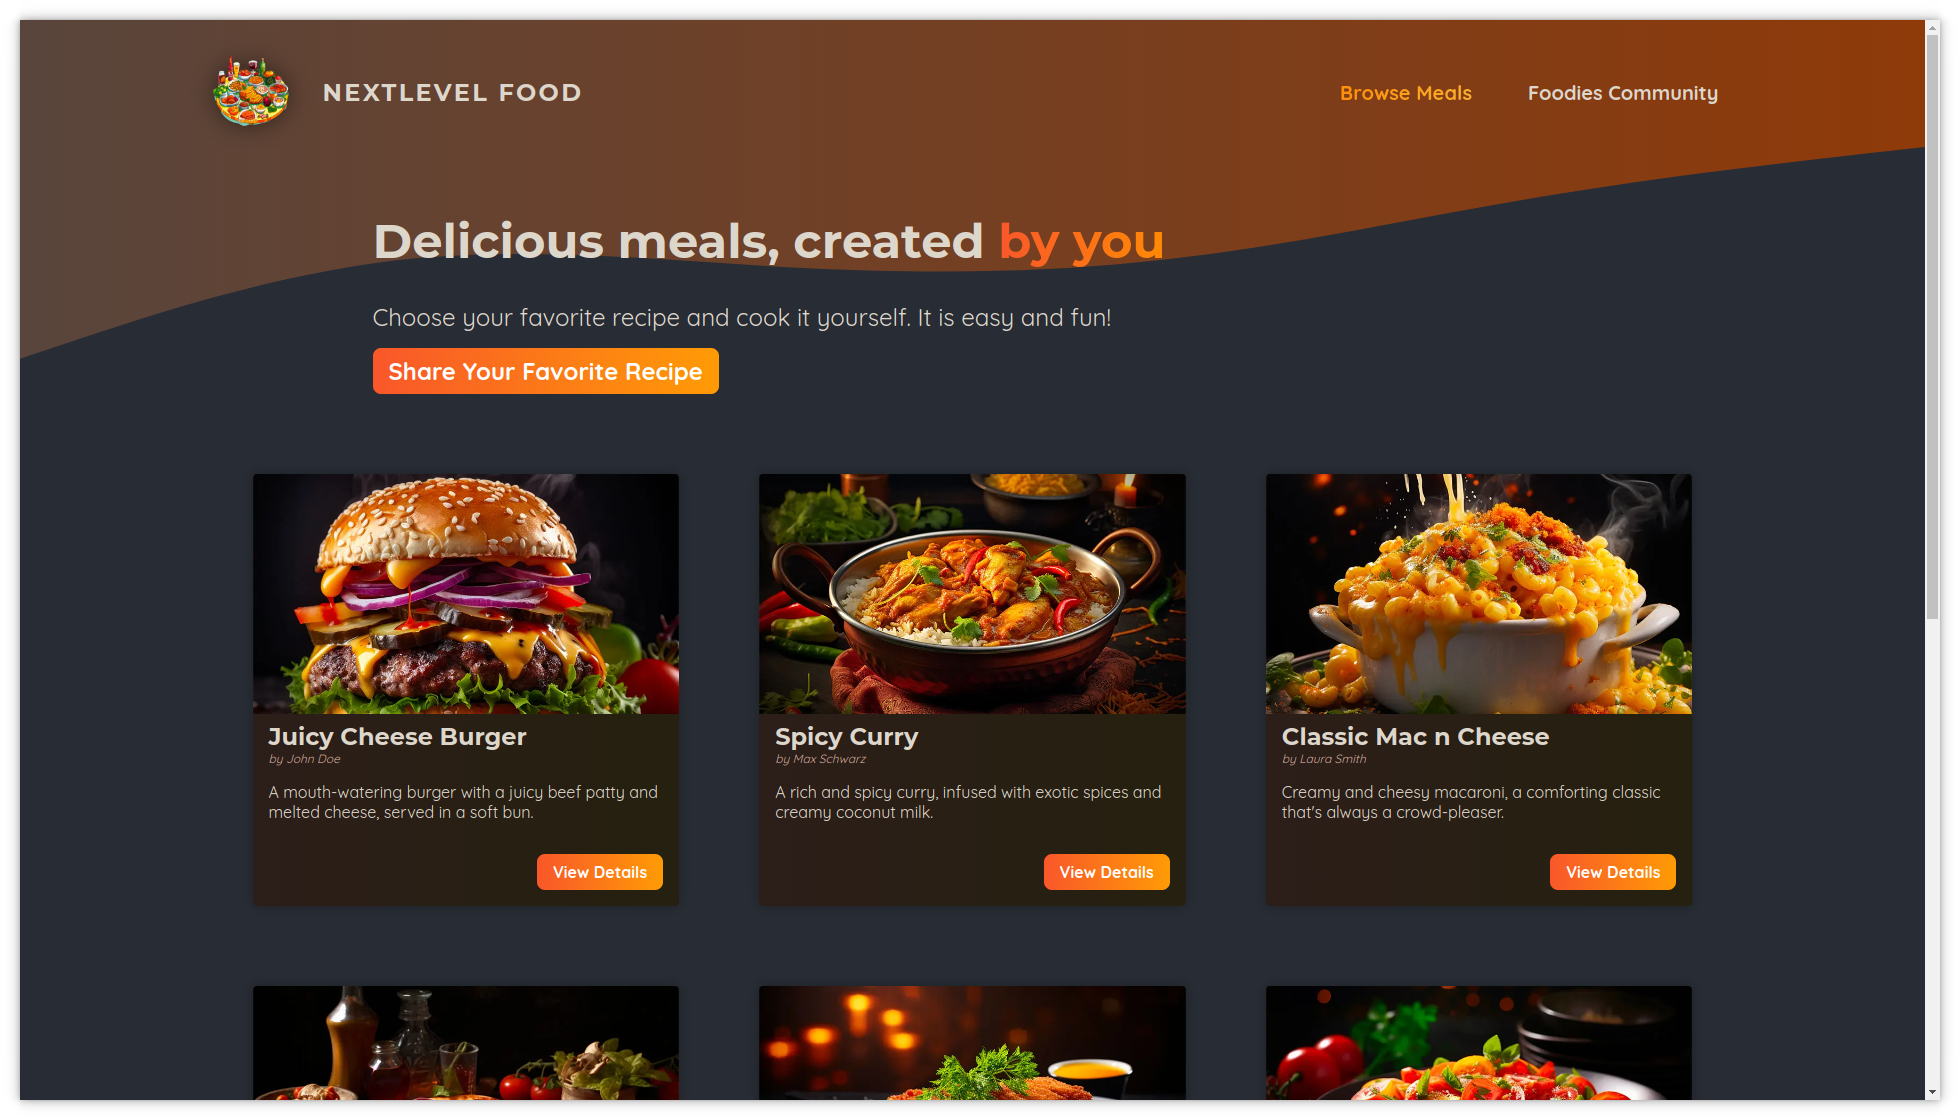 NEXTLEVEL FOOD
Browse Meals
Foodies Community
Delicious meals, created by you
Choose your favorite recipe and cook it yourself. It is easy and fun!
Share Your Favorite Recipe
Juicy Cheese Burger
by John Doe
A mouth-watering burger with a juicy beef patty and
melted cheese, served in a soft bun.
View Details
Spicy Curry
by Max Schwarz
A rich and spicy curry, infused with exotic spices and
creamy coconut milk.
View Details
Classic Mac n Cheese
by Laura Smith
Creamy and cheesy macaroni, a comforting classic
that's always a crowd-pleaser.
View Details